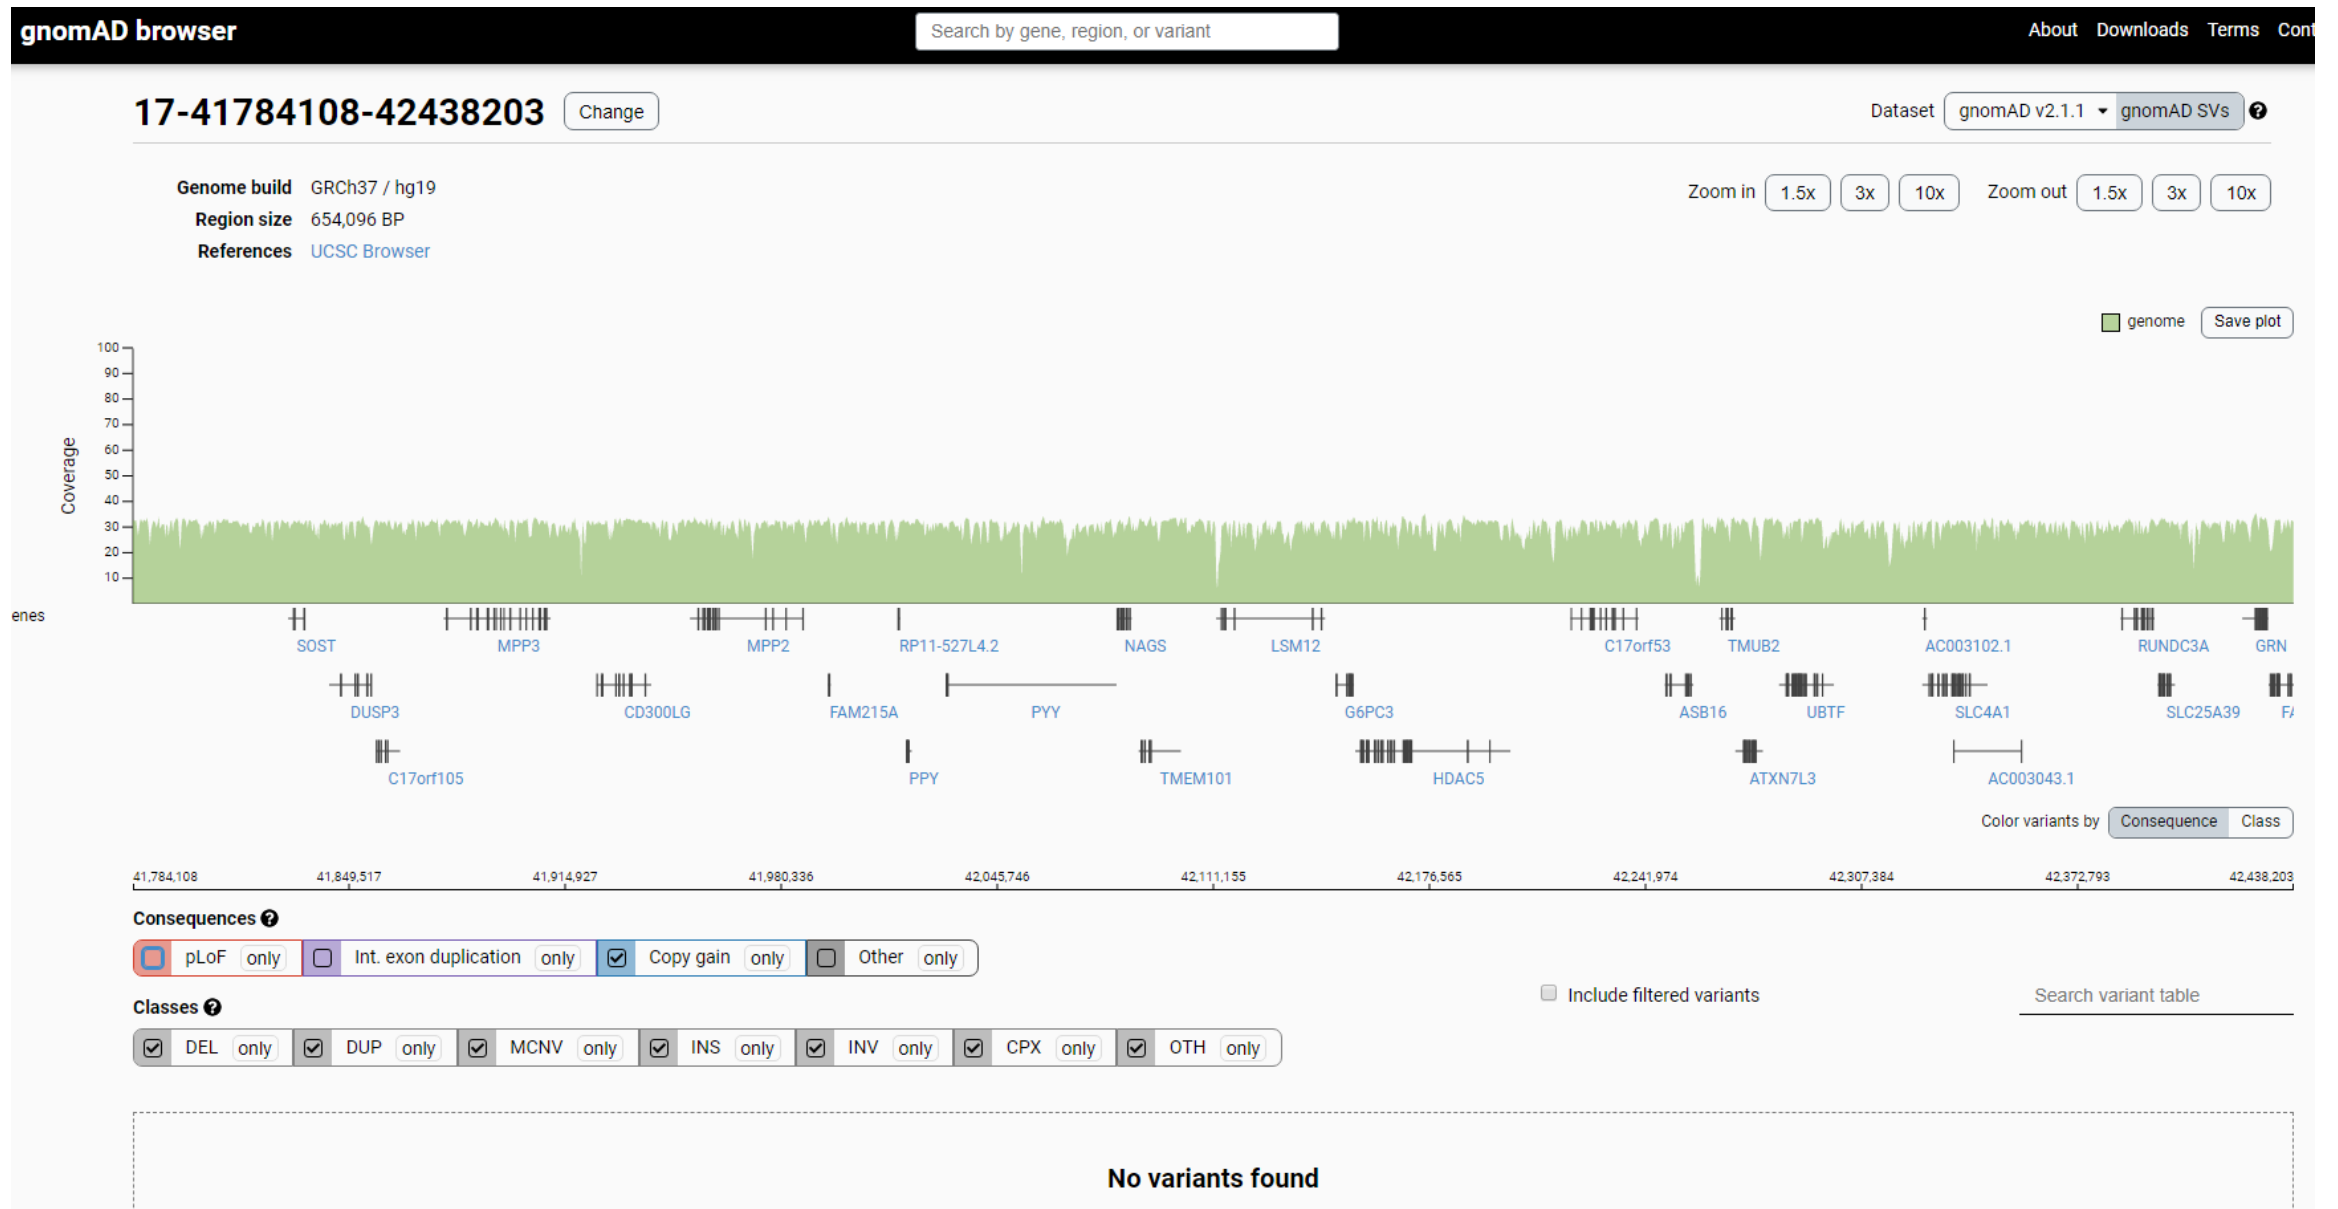 gnomAD browser Search by gene, region, or variant About Downloads Terms Cont
17-41784108-42438203 Change Dataset gnomAD v2.1.1 gnomAD SVs ?
Genome build GRCh37 / hg19 Zoom in 1.5x 3x 10x Zoom out 1.5x 3x 10x
Region size 654,096 BP
References UCSC Browser
genome Save plot
100
90
80
70
60
50
40
30
20
10
Coverage
enes
SOST MPP3 MPP2 RP11-527L4.2 NAGS LSM12 C17orf53 TMUB2 AC003102.1 RUNDC3A GRN
DUSP3 CD300LG FAM215A PYY G6PC3 ASB16 UBTF SLC4A1 SLC25A39 FA
C17orf105 PPY TMEM101 HDAC5 ATXN7L3 AC003043.1
Color variants by Consequence Class
41,784,108 41,849,517 41,914,927 41,980,336 42,045,746 42,111,155 42,176,565 42,241,974 42,307,384 42,372,793 42,438,203
Consequences ?
pLoF only Int. exon duplication only Copy gain only Other only
Include filtered variants Search variant table
Classes ?
DEL only DUP only MCNV only INS only INV only CPX only OTH only
No variants found